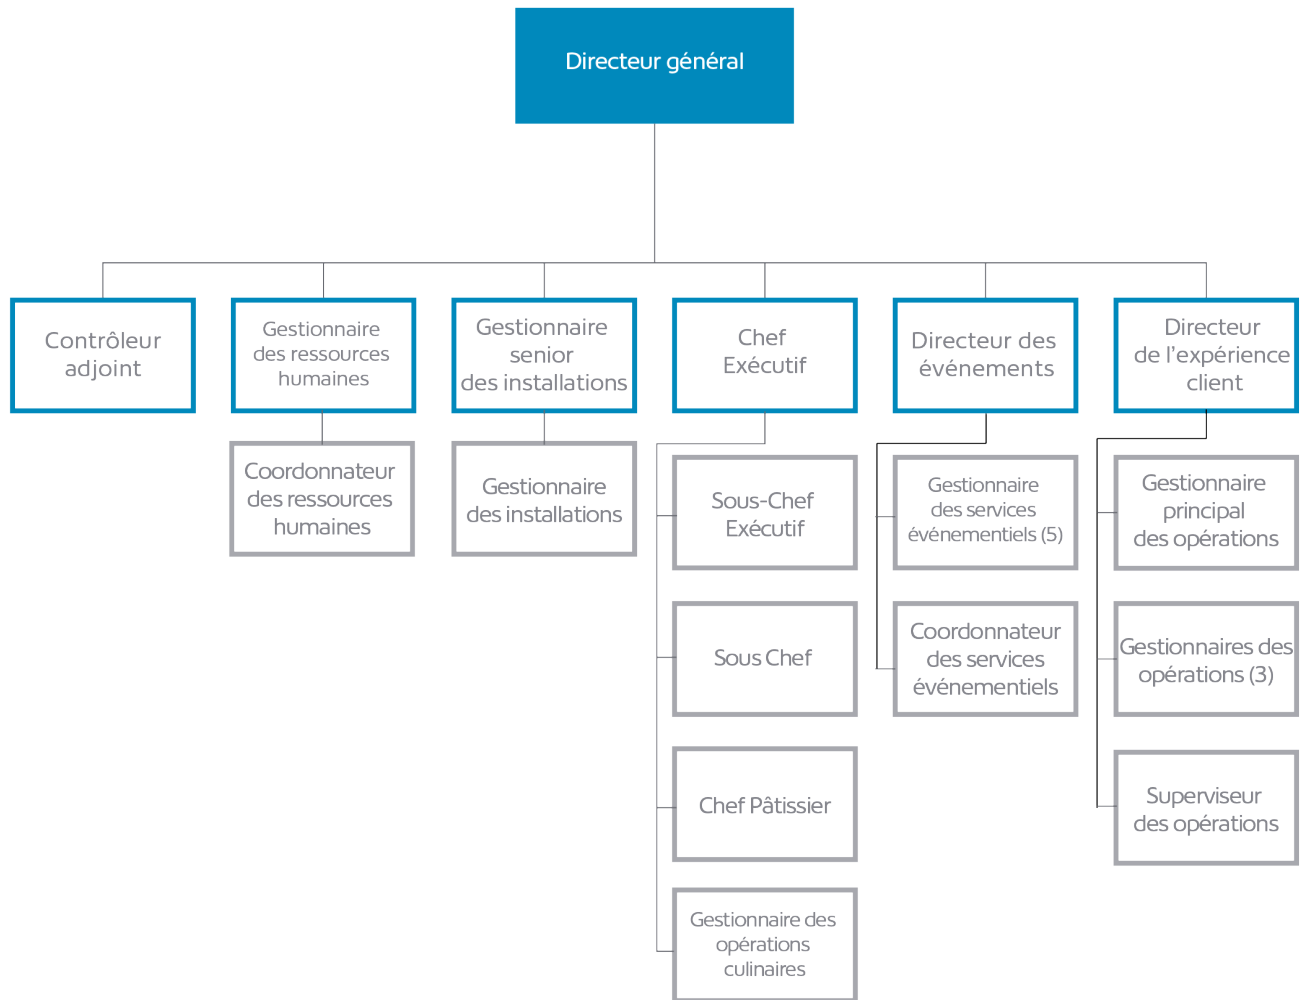 Directeur général
Contrôleur
adjoint
Gestionnaire
des ressources
humaines
Gestionnaire
senior
des installations
Chef
Exécutif
Directeur des
événements
Directeur
de l'expérience
client
Coordonnateur
des ressources
humaines
Gestionnaire
des installations
Sous-Chef
Exécutif
Sous Chef
Chef Pâtissier
Gestionnaire des
opérations
culinaires
Gestionnaire
des services
événementiels (5)
Coordonnateur
des services
événementiels
Gestionnaire
principal
des opérations
Gestionnaires des
opérations (3)
Superviseur
des opérations